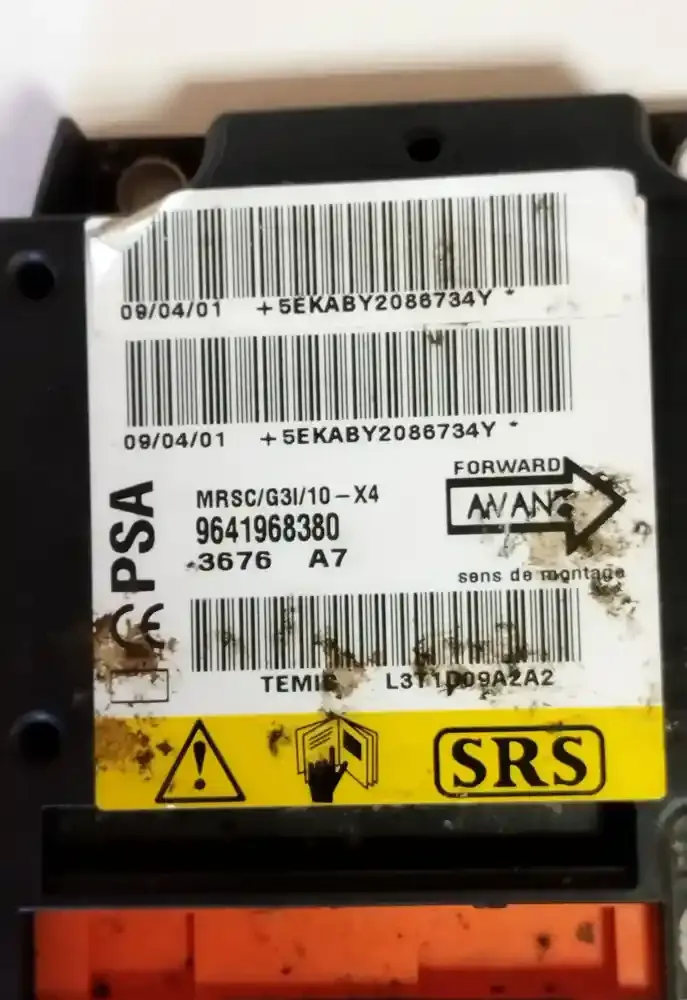 09/04/01 +5EKABY2086734Y *
09/04/01 +5EKABY2086734Y *
FORWARD
AVANT
sens de montage
PSA
CE
MRSC/G3I/10-X4
9641968380
3676 A7
TEMIC L3T1D09A2A2
SRS